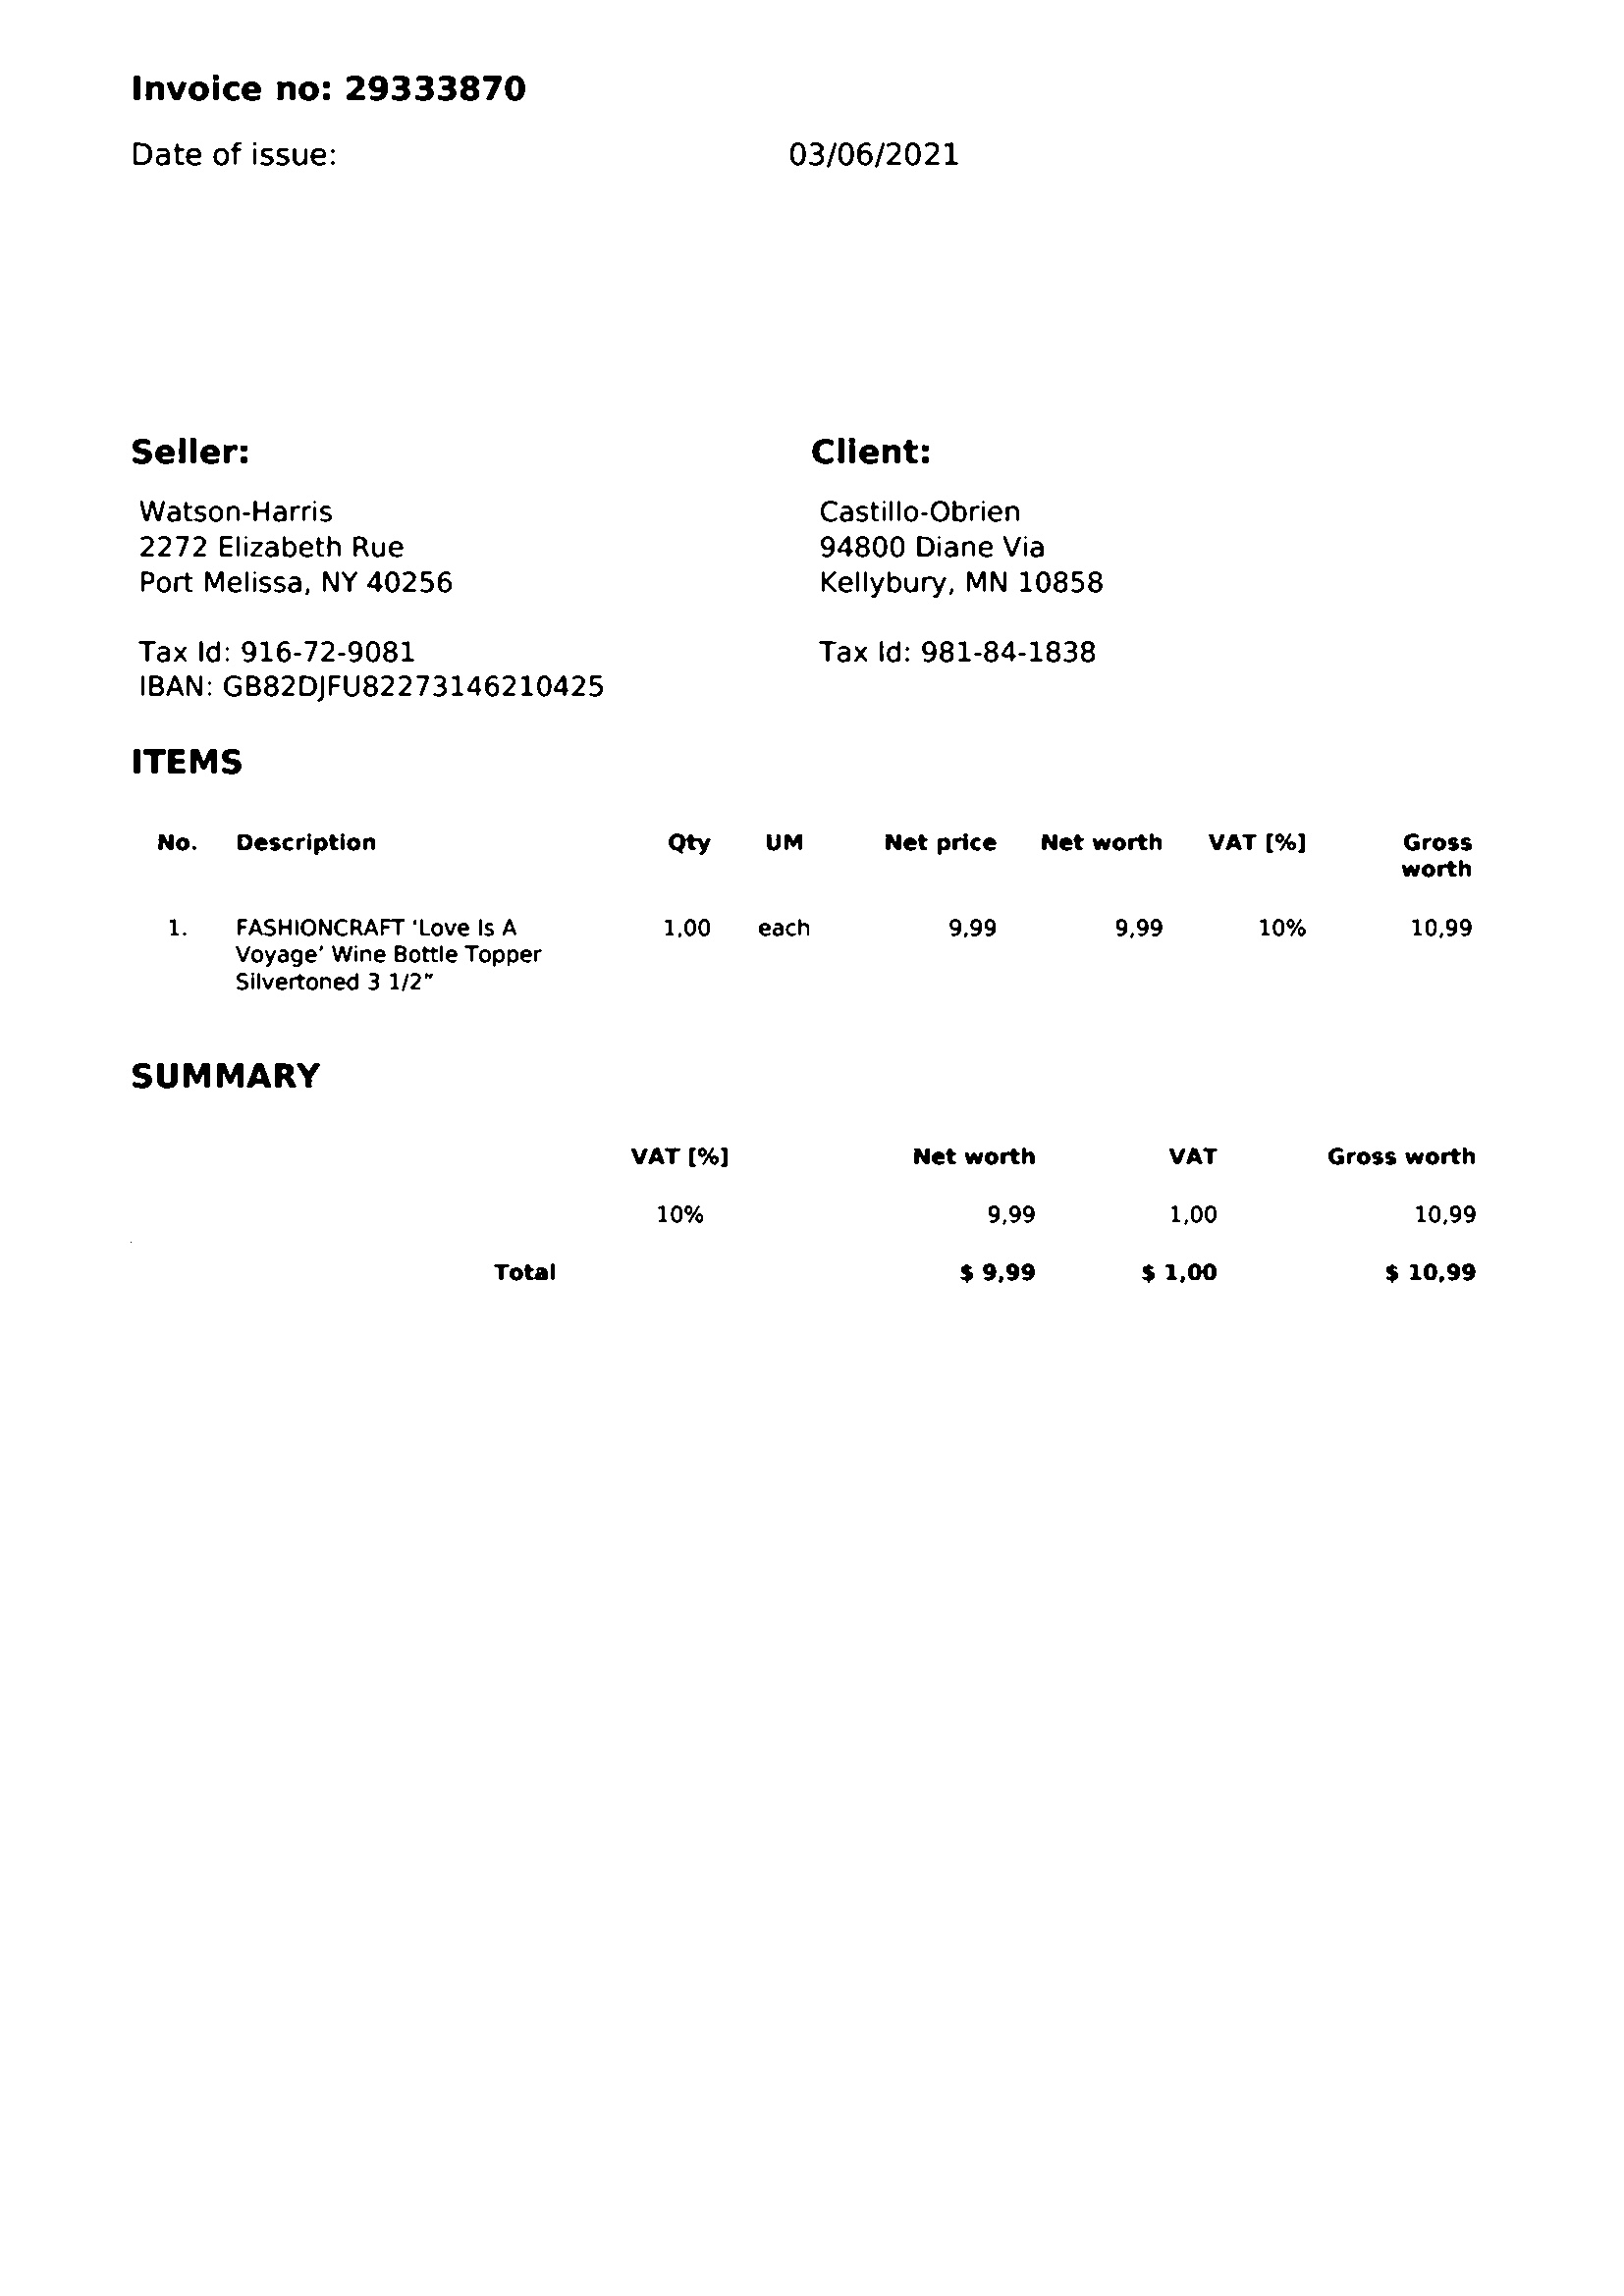 Invoice no: 29333870
Date of issue: 03/06/2021
Seller:
Watson-Harris
2272 Elizabeth Rue
Port Melissa, NY 40256
Tax Id: 916-72-9081
IBAN: GB82DJFU82273146210425
Client:
Castillo-Obrien
94800 Diane Via
Kellybury, MN 10858
Tax Id: 981-84-1838
ITEMS
No. Description Qty UM Net price Net worth VAT [%] Gross
worth
1. FASHIONCRAFT 'Love Is A 1,00 each 9,99 9,99 10% 10,99
Voyage' Wine Bottle Topper
Silvertoned 3 1/2"
SUMMARY
VAT [%] Net worth VAT Gross worth
10% 9,99 1,00 10,99
Total $ 9,99 $ 1,00 $ 10,99